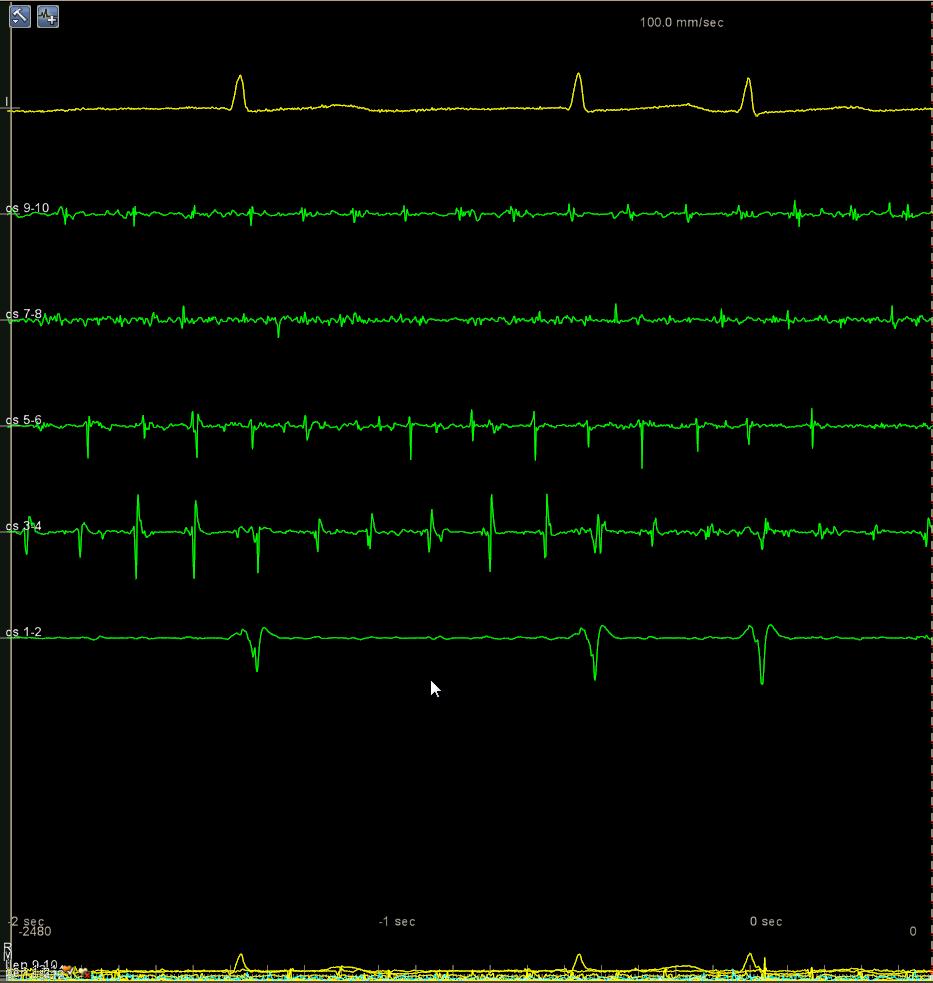 100.0 mm/sec
I
cs 9-10
cs 7-8
cs 5-6
cs 3-4
cs 1-2
-2 sec
-1 sec
0 sec
-2480
0